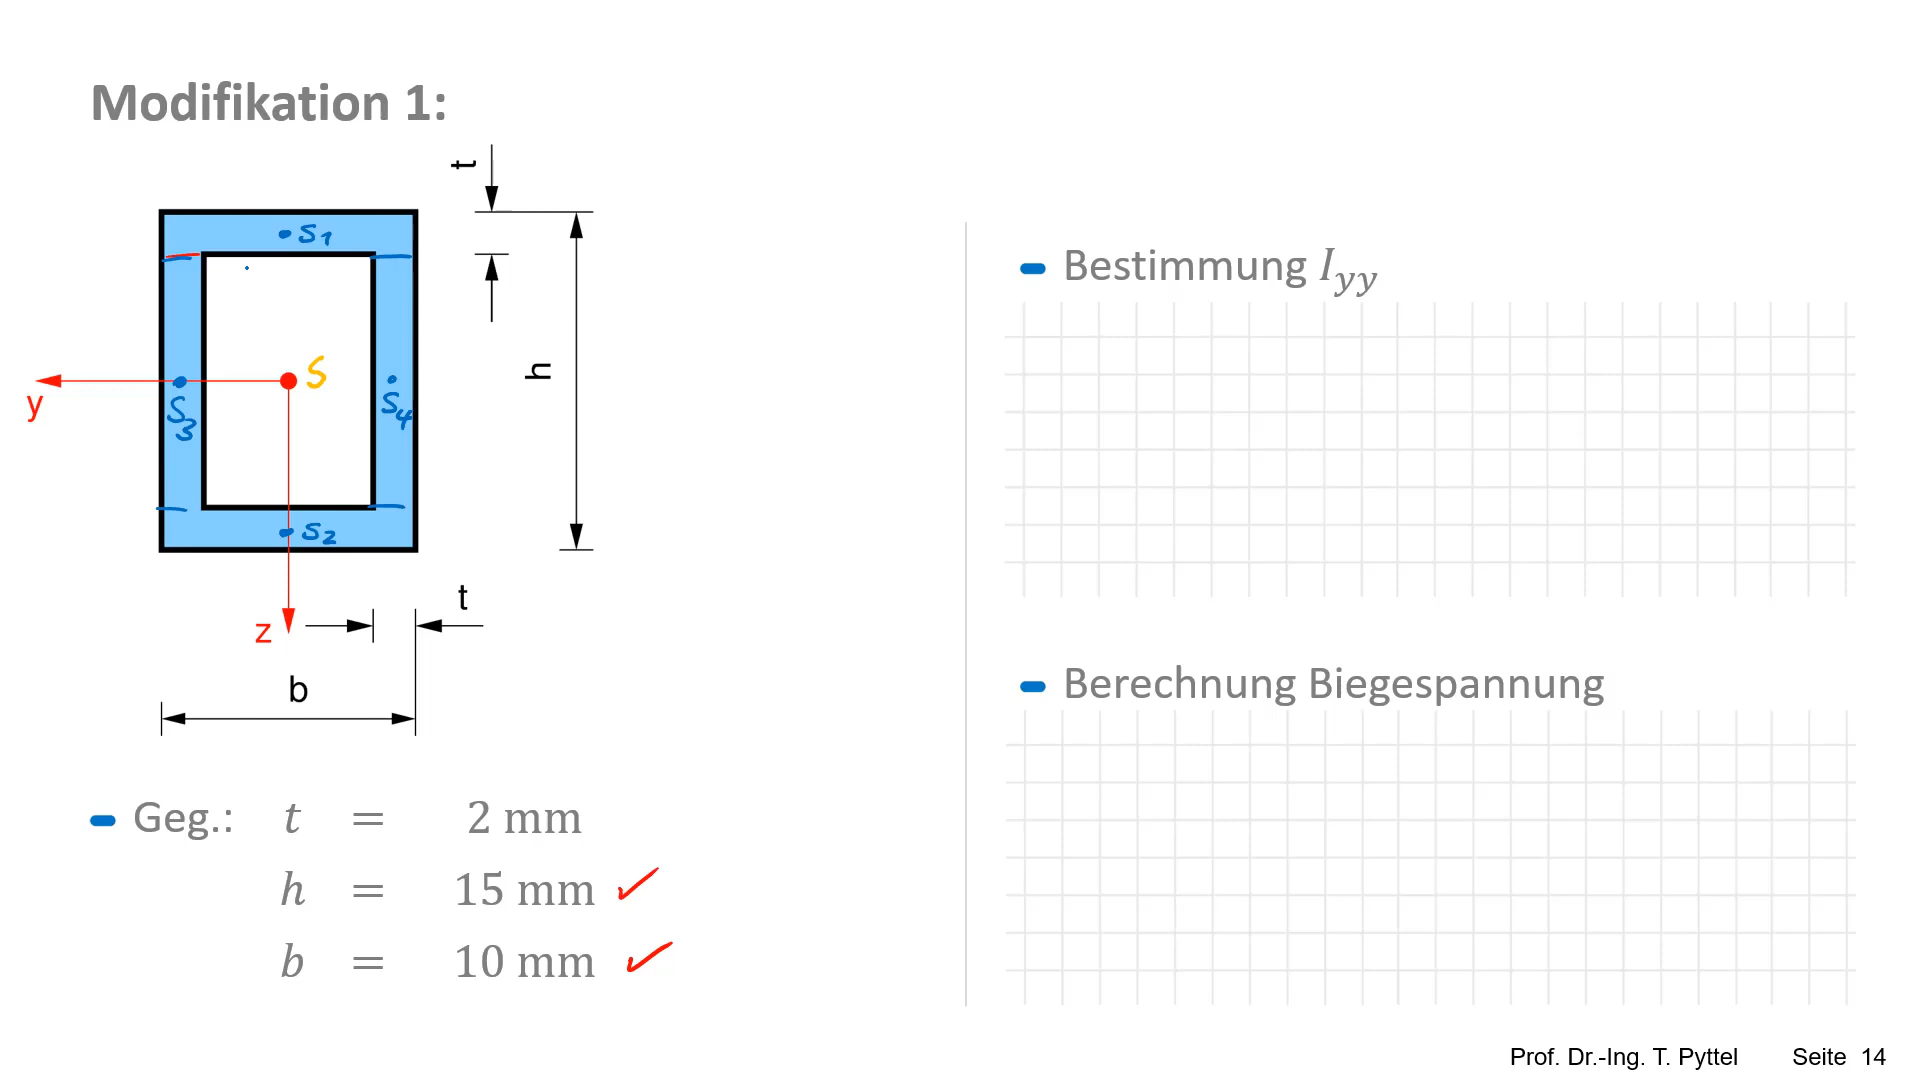 Modifikation 1:
t
S1
h
S
y
S3
S4
S2
t
z
b
Geg.: t = 2 mm
h = 15 mm ✓
b = 10 mm ✓
Bestimmung I_yy
Berechnung Biegespannung
Prof. Dr.-Ing. T. Pyttel Seite 14